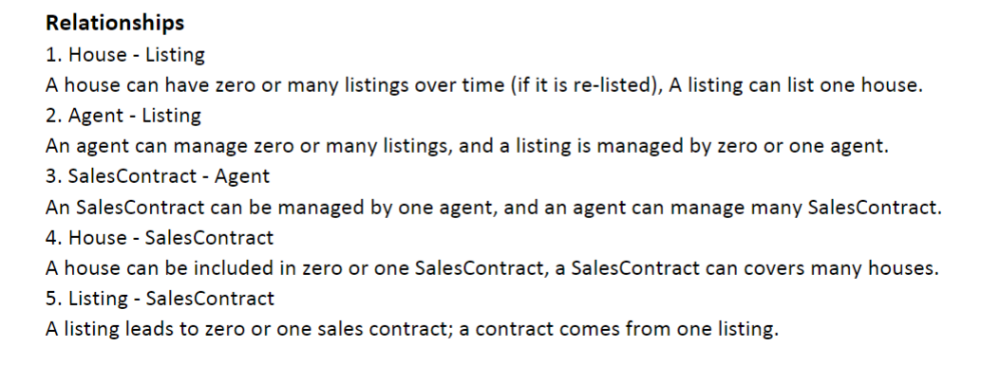 Relationships
1. House - Listing
A house can have zero or many listings over time (if it is re-listed), A listing can list one house.
2. Agent - Listing
An agent can manage zero or many listings, and a listing is managed by zero or one agent.
3. SalesContract - Agent
An SalesContract can be managed by one agent, and an agent can manage many SalesContract.
4. House - SalesContract
A house can be included in zero or one SalesContract, a SalesContract can covers many houses.
5. Listing - SalesContract
A listing leads to zero or one sales contract; a contract comes from one listing.